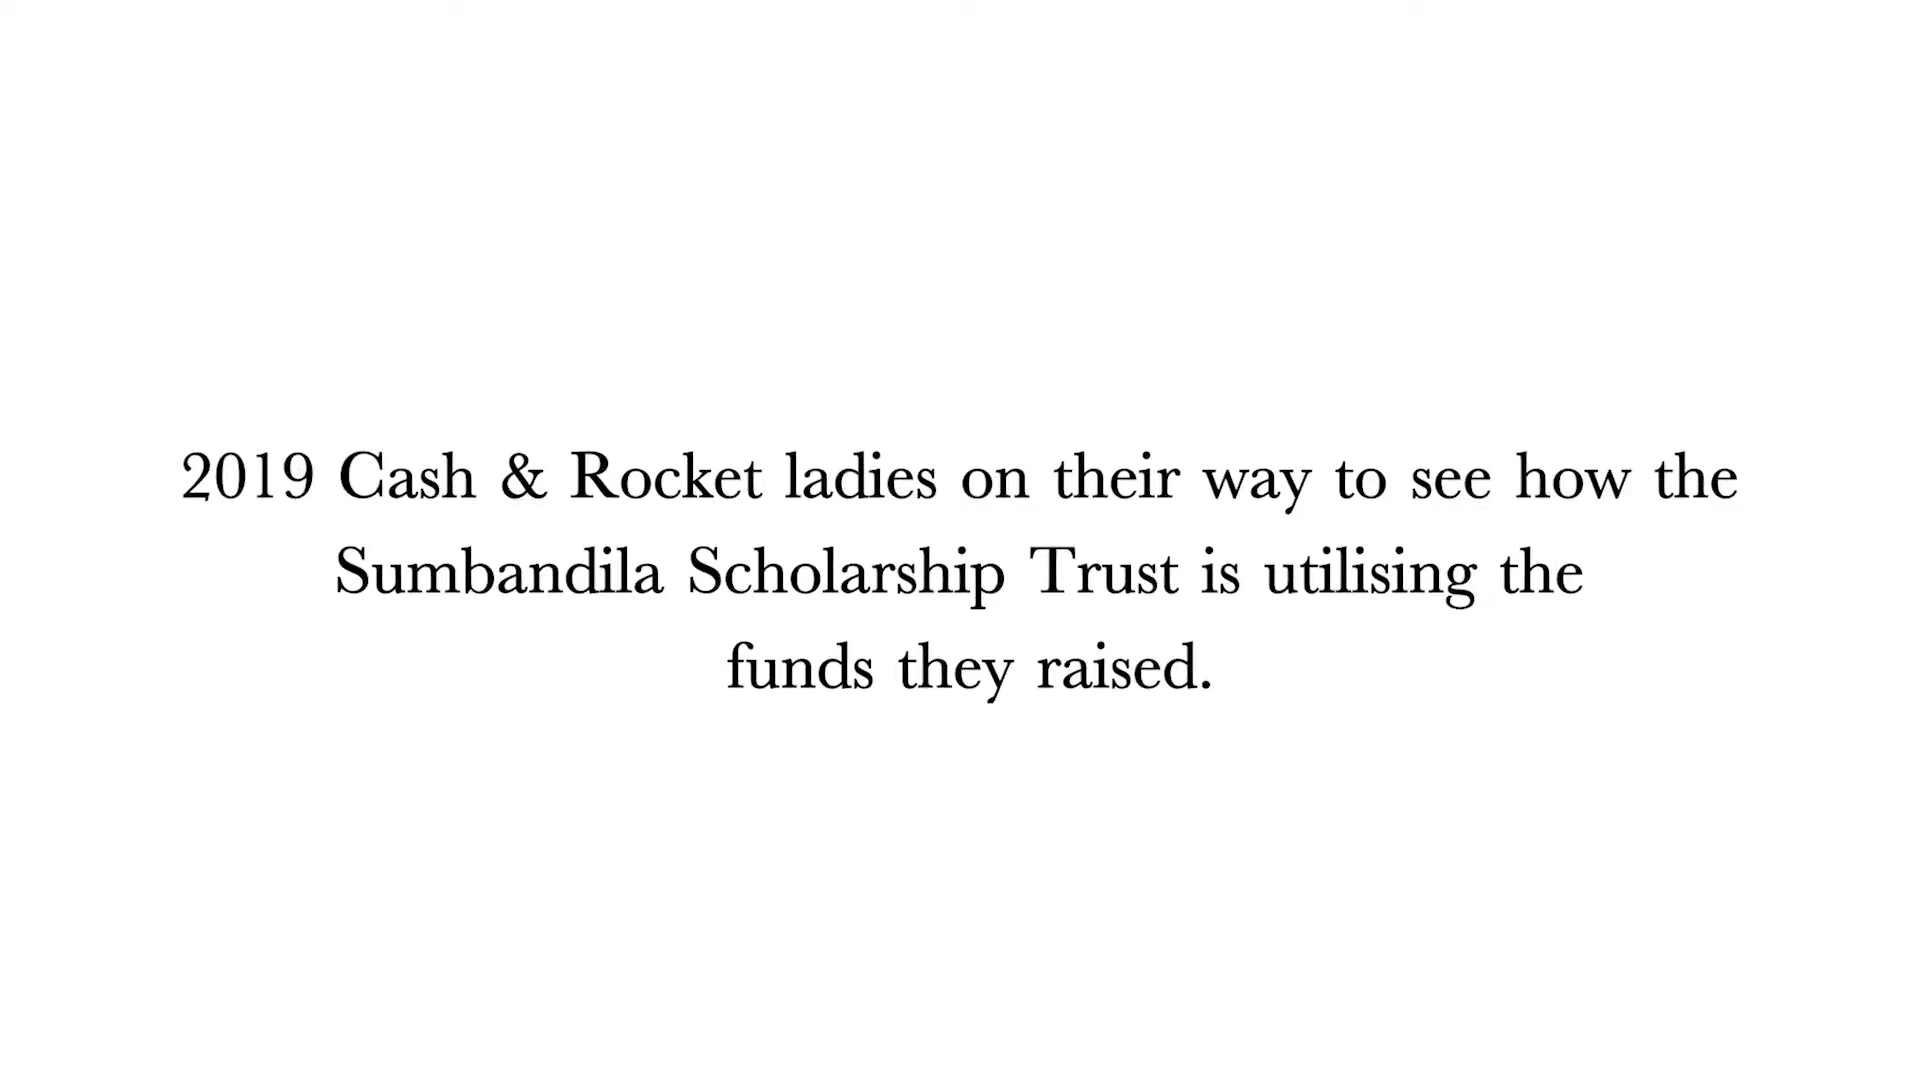 2019 Cash & Rocket ladies on their way to see how the
Sumbandila Scholarship Trust is utilising the
funds they raised.